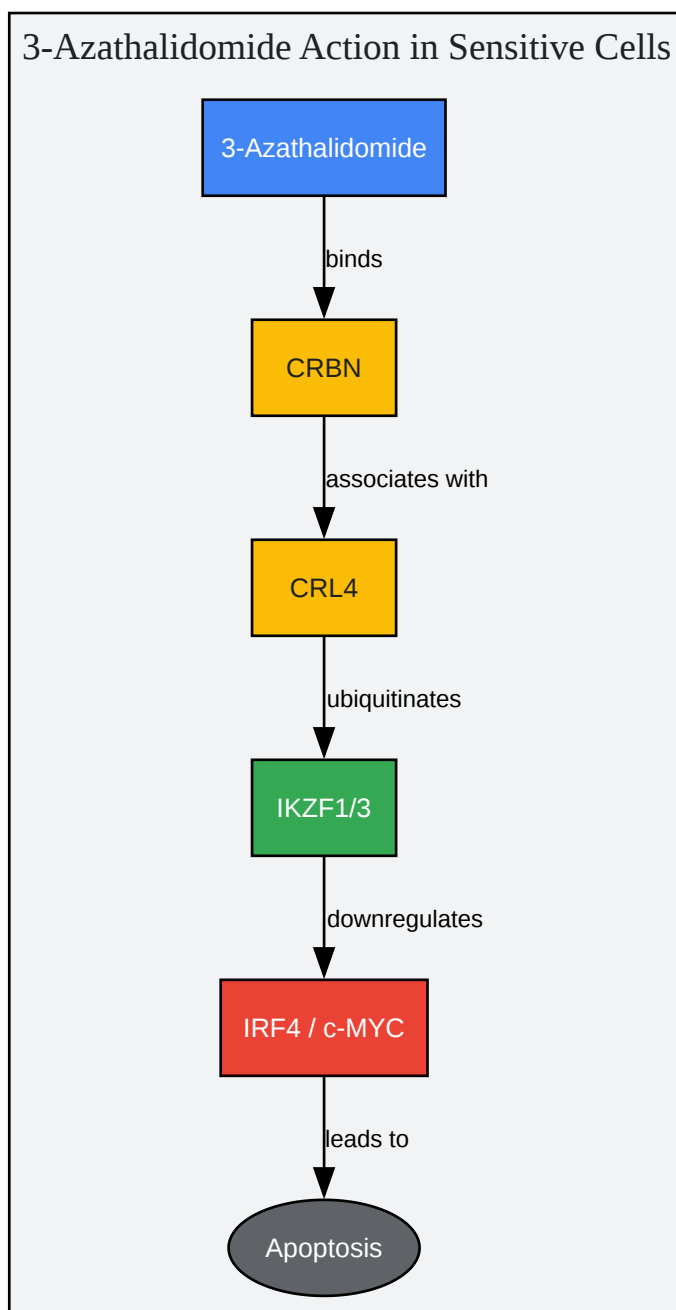 3-Azathalidomide Action in Sensitive Cells
3-Azathalidomide
binds
CRBN
associates with
CRL4
ubiquitinates
IKZF1/3
downregulates
IRF4 / c-MYC
leads to
Apoptosis